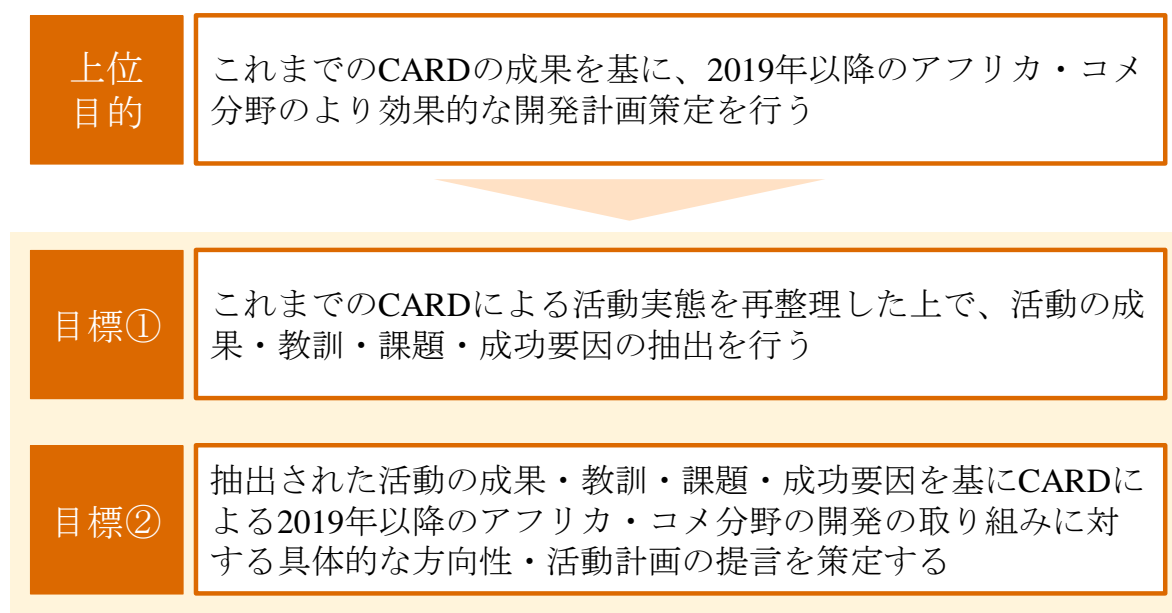 上位
目的
これまでのCARDの成果を基に、2019年以降のアフリカ・コメ
分野のより効果的な開発計画策定を行う
目標①
これまでのCARDによる活動実態を再整理した上で、活動の成
果・教訓・課題・成功要因の抽出を行う
目標②
抽出された活動の成果・教訓・課題・成功要因を基にCARDに
よる2019年以降のアフリカ・コメ分野の開発の取り組みに対
する具体的な方向性・活動計画の提言を策定する